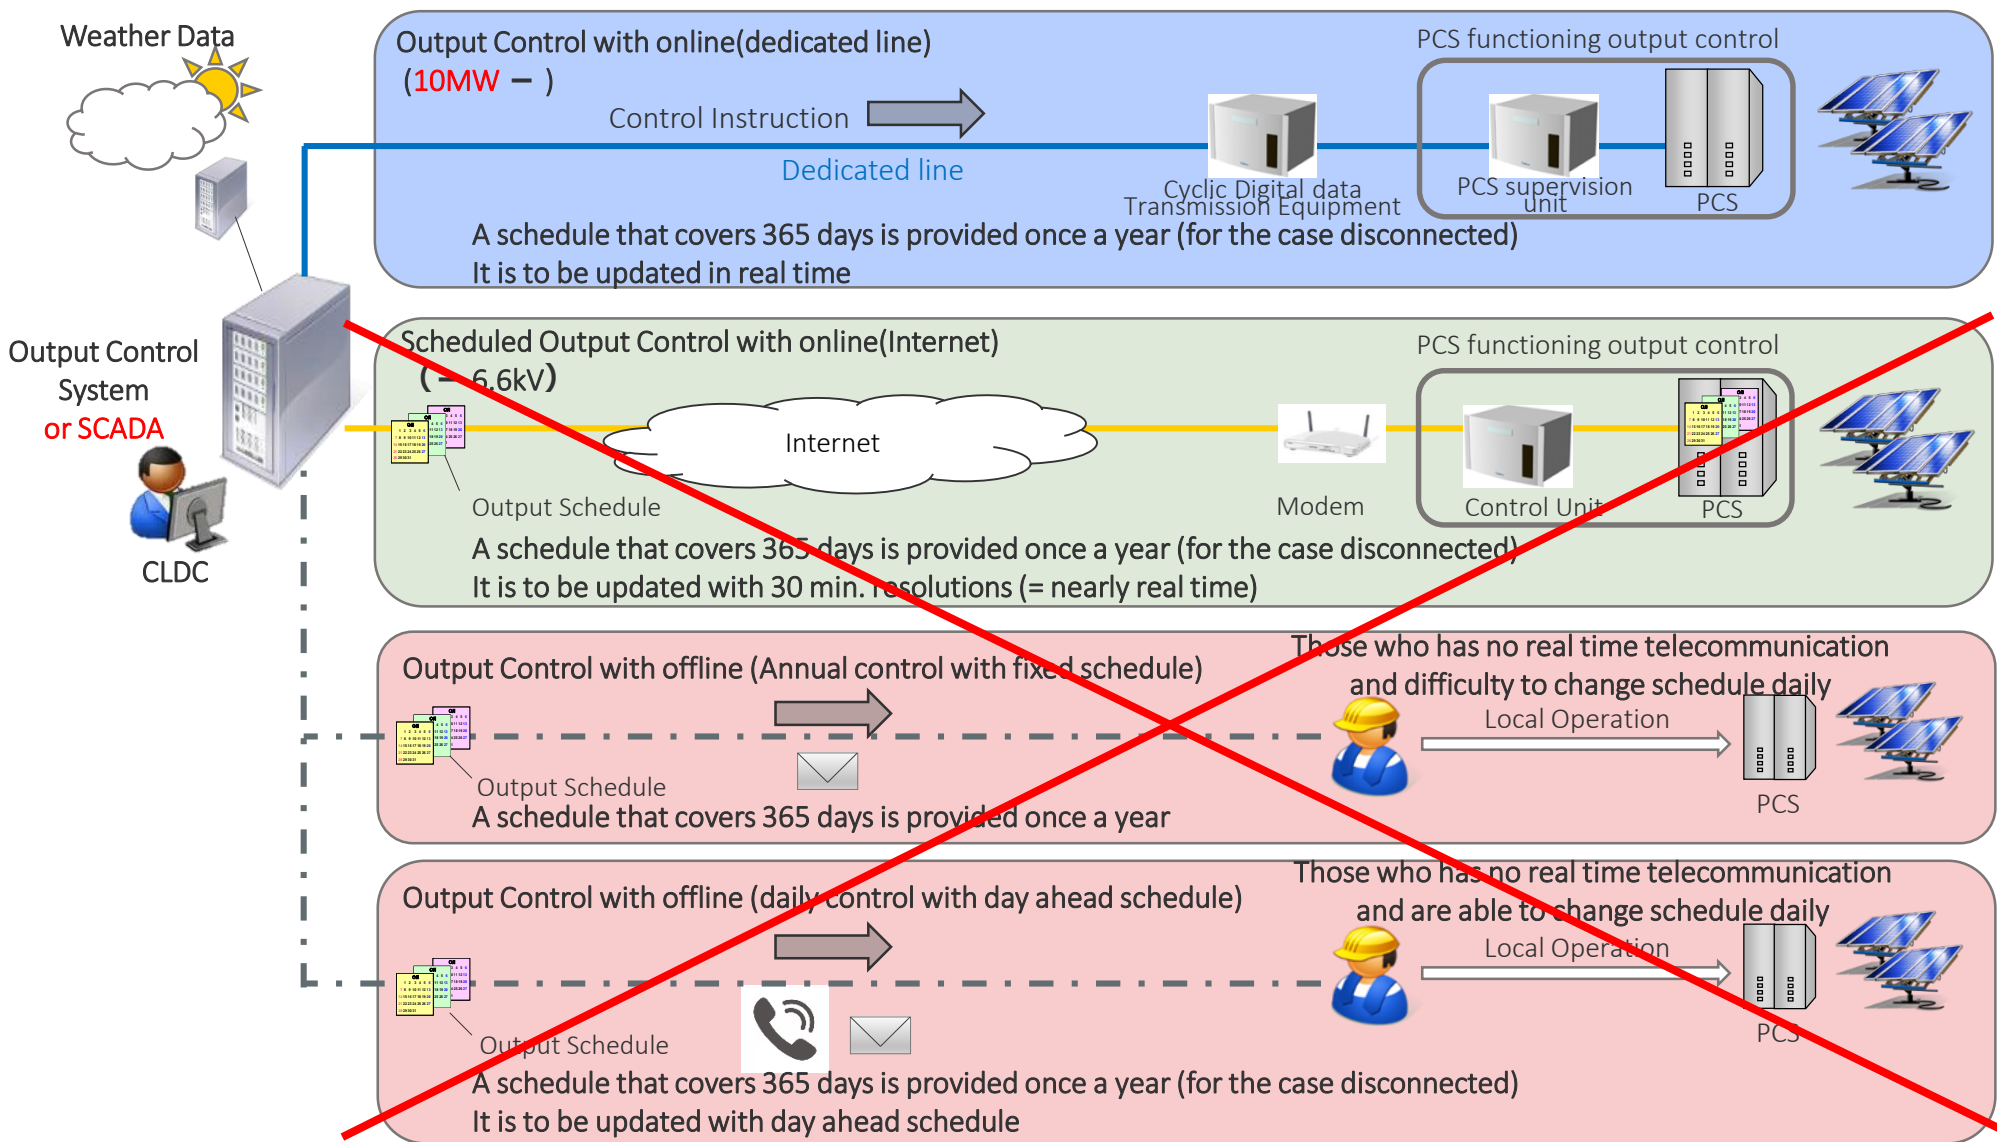 Weather Data
Output Control
System
or SCADA
CLDC
Output Control with online(dedicated line)
(10MW － )
Control Instruction
Dedicated line
Cyclic Digital data
Transmission Equipment
PCS functioning output control
PCS supervision
unit
PCS
A schedule that covers 365 days is provided once a year (for the case disconnected)
It is to be updated in real time
Scheduled Output Control with online(Internet)
(－ 6.6kV)
Output Schedule
Internet
Modem
PCS functioning output control
Control Unit
PCS
A schedule that covers 365 days is provided once a year (for the case disconnected)
It is to be updated with 30 min. resolutions (= nearly real time)
Output Control with offline (Annual control with fixed schedule)
Those who has no real time telecommunication
and difficulty to change schedule daily
Local Operation
Output Schedule
PCS
A schedule that covers 365 days is provided once a year
Output Control with offline (daily control with day ahead schedule)
Those who has no real time telecommunication
and are able to change schedule daily
Local Operation
Output Schedule
PCS
A schedule that covers 365 days is provided once a year (for the case disconnected)
It is to be updated with day ahead schedule